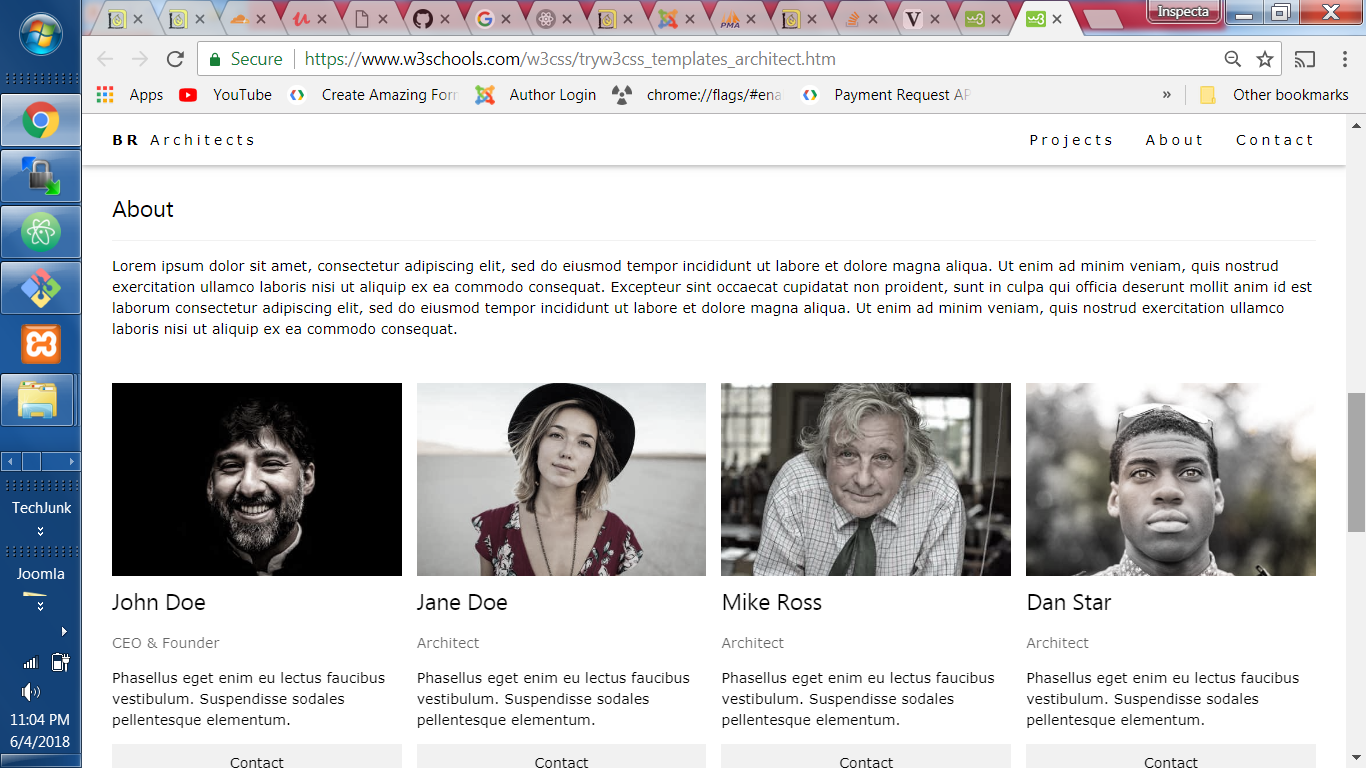 Inspecta
Secure https://www.w3schools.com/w3css/tryw3css_templates_architect.htm
Apps YouTube Create Amazing For Author Login chrome://flags/#ena Payment Request AP » Other bookmarks
BR Architects Projects About Contact
About
Lorem ipsum dolor sit amet, consectetur adipiscing elit, sed do eiusmod tempor incididunt ut labore et dolore magna aliqua. Ut enim ad minim veniam, quis nostrud
exercitation ullamco laboris nisi ut aliquip ex ea commodo consequat. Excepteur sint occaecat cupidatat non proident, sunt in culpa qui officia deserunt mollit anim id est
laborum consectetur adipiscing elit, sed do eiusmod tempor incididunt ut labore et dolore magna aliqua. Ut enim ad minim veniam, quis nostrud exercitation ullamco
laboris nisi ut aliquip ex ea commodo consequat.
John Doe
CEO & Founder
Phasellus eget enim eu lectus faucibus
vestibulum. Suspendisse sodales
pellentesque elementum.
Contact
Jane Doe
Architect
Phasellus eget enim eu lectus faucibus
vestibulum. Suspendisse sodales
pellentesque elementum.
Contact
Mike Ross
Architect
Phasellus eget enim eu lectus faucibus
vestibulum. Suspendisse sodales
pellentesque elementum.
Contact
Dan Star
Architect
Phasellus eget enim eu lectus faucibus
vestibulum. Suspendisse sodales
pellentesque elementum.
Contact
TechJunk
Joomla
11:04 PM
6/4/2018